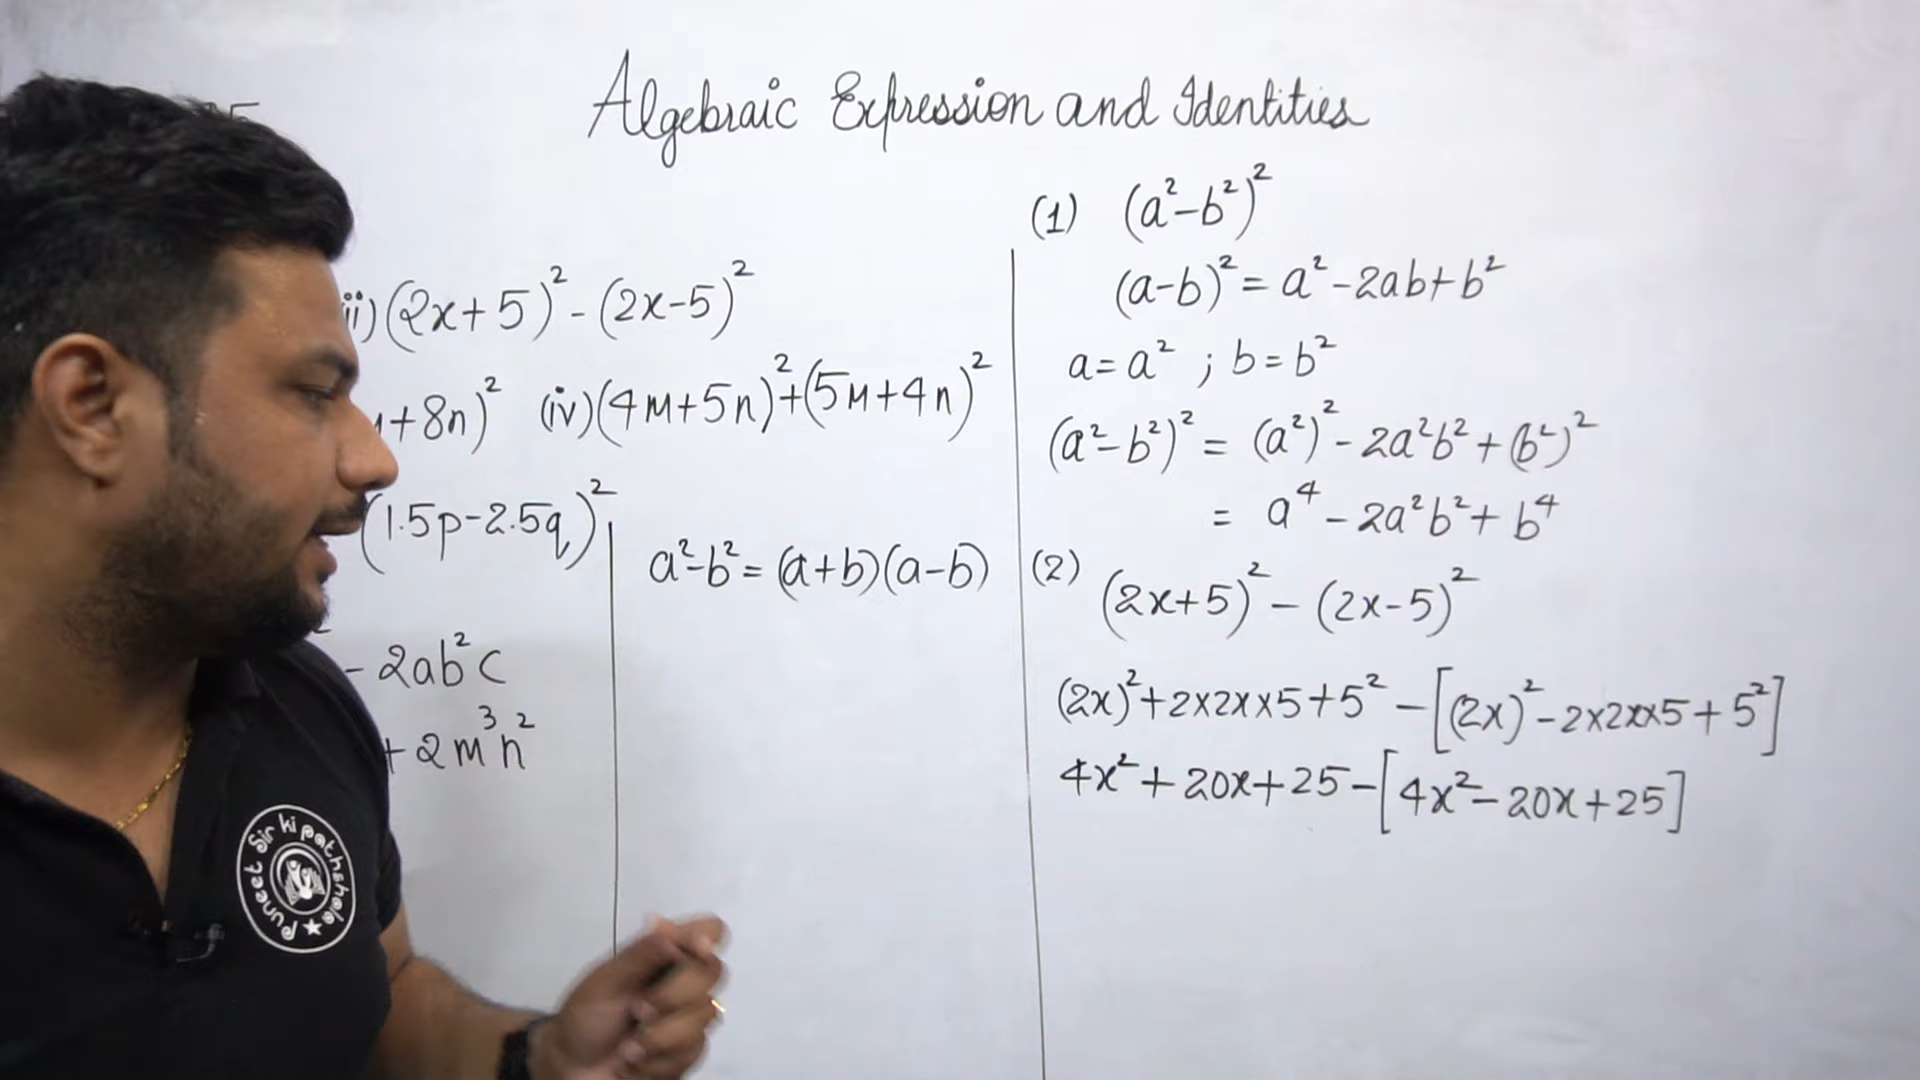 Algebraic Expression and Identities
ii) (2x+5)² - (2x-5)²
+8n)² (iv) (4m+5n)² + (5m+4n)²
(1.5p-2.5q)²
- 2ab²c
+ 2m³n²
a²-b² = (a+b)(a-b)
(1) (a²-b²)²
(a-b)² = a² - 2ab + b²
a = a² ; b = b²
(a²-b²)² = (a²)² - 2a²b² + (b²)²
= a⁴ - 2a²b² + b⁴
(2) (2x+5)² - (2x-5)²
(2x)² + 2×2x×5 + 5² - [(2x)² - 2×2x×5 + 5²]
4x² + 20x + 25 - [4x² - 20x + 25]
Puneet Sir ki pathshala